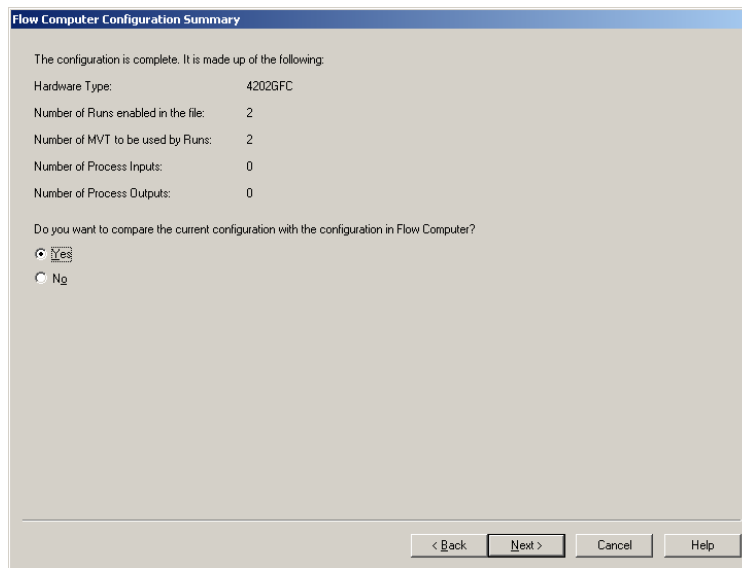 Flow Computer Configuration Summary
The configuration is complete. It is made up of the following:
Hardware Type: 4202GFC
Number of Runs enabled in the file: 2
Number of MVT to be used by Runs: 2
Number of Process Inputs: 0
Number of Process Outputs: 0
Do you want to compare the current configuration with the configuration in Flow Computer?
Yes
No
< Back Next > Cancel Help